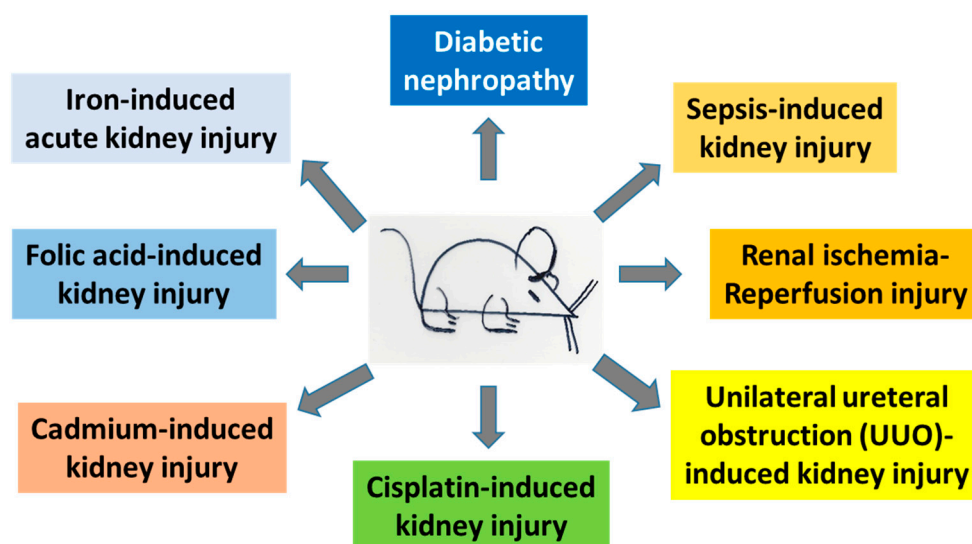 Diabetic
nephropathy
Iron-induced
acute kidney injury
Sepsis-induced
kidney injury
Folic acid-induced
kidney injury
Renal ischemia-
Reperfusion injury
Cadmium-induced
kidney injury
Unilateral ureteral
obstruction (UUO)-
induced kidney injury
Cisplatin-induced
kidney injury